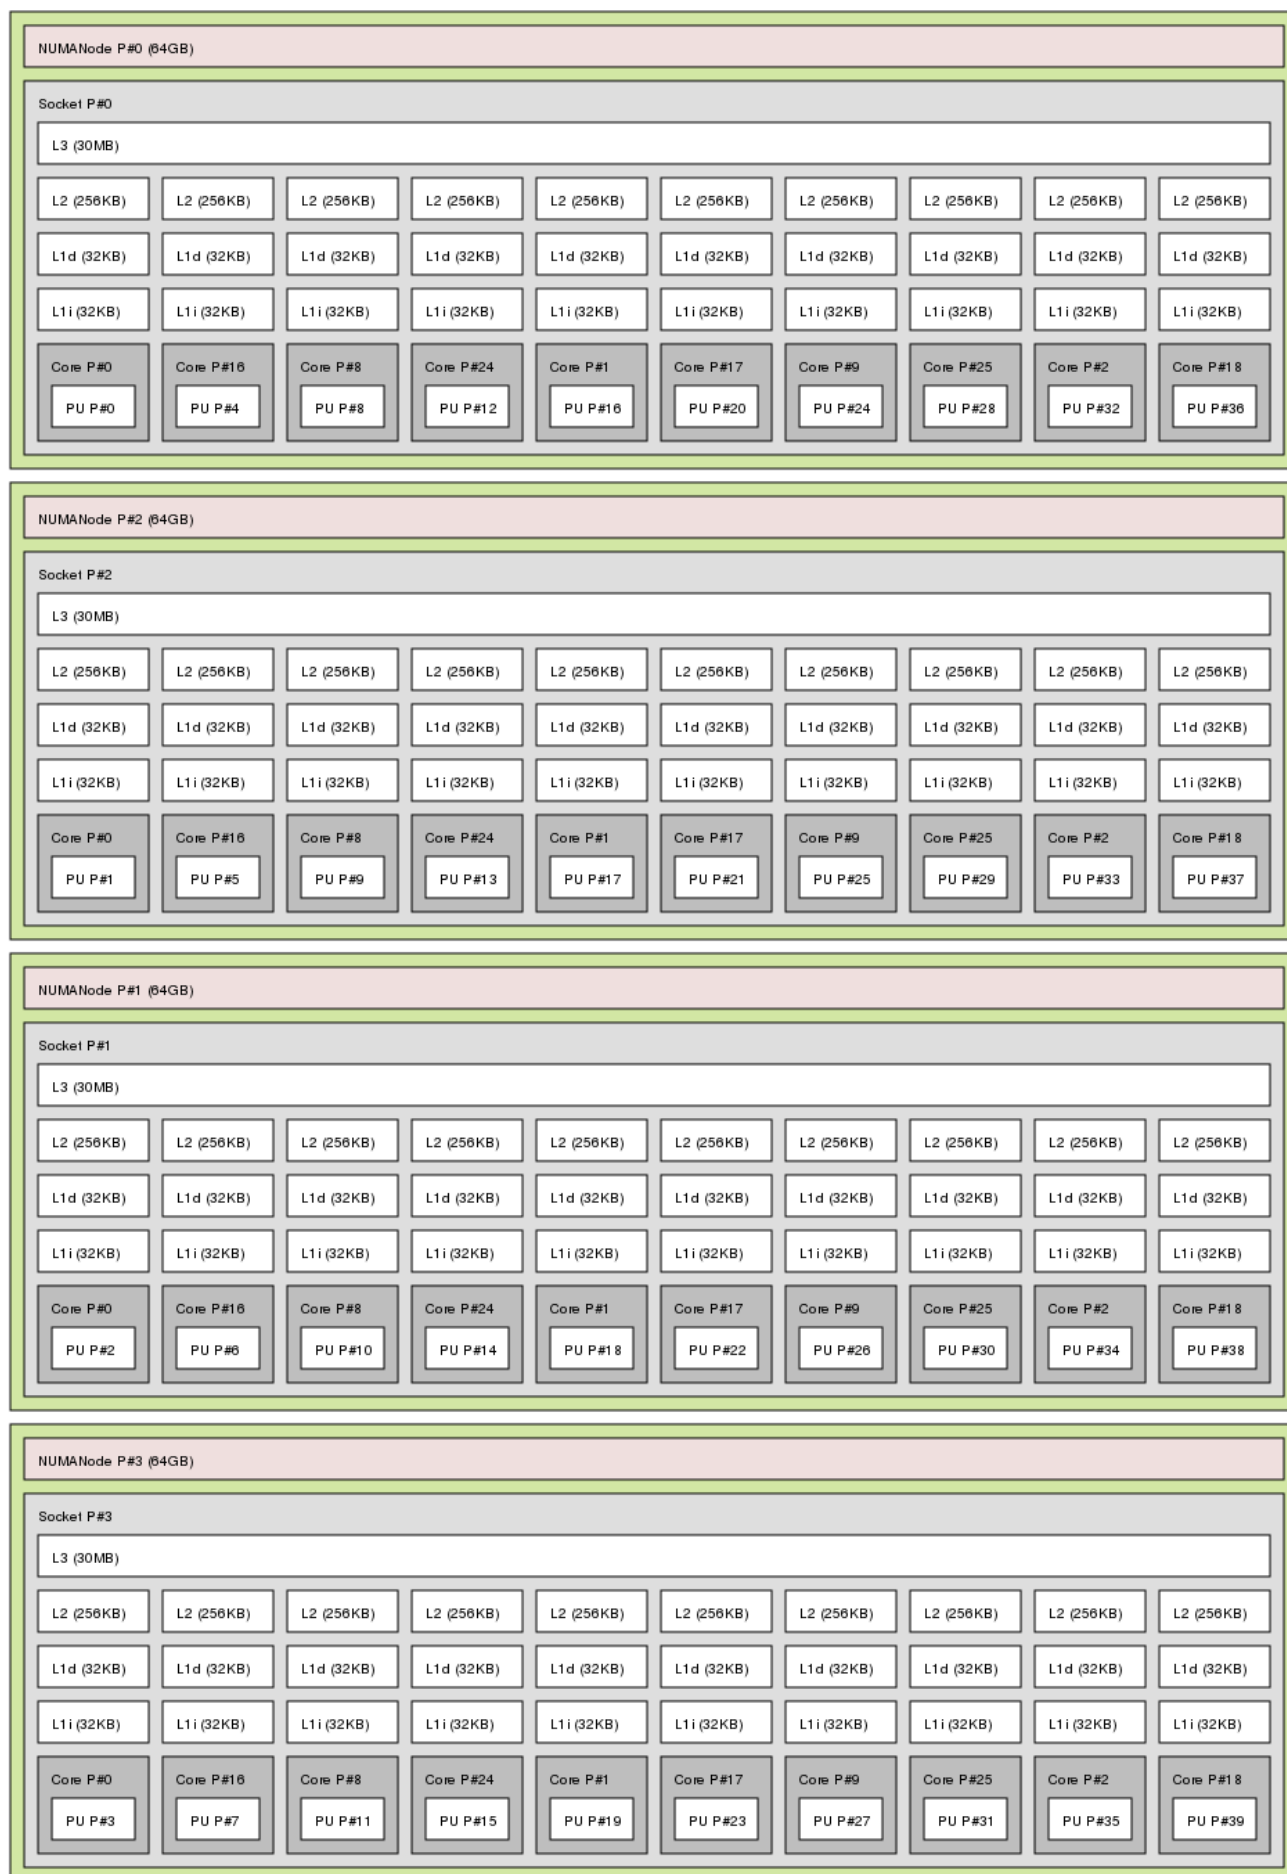 NUMANode P#0 (64GB)
Socket P#0
L3 (30MB)
L2 (256KB) L2 (256KB) L2 (256KB) L2 (256KB) L2 (256KB) L2 (256KB) L2 (256KB) L2 (256KB) L2 (256KB) L2 (256KB)
L1d (32KB) L1d (32KB) L1d (32KB) L1d (32KB) L1d (32KB) L1d (32KB) L1d (32KB) L1d (32KB) L1d (32KB) L1d (32KB)
L1i (32KB) L1i (32KB) L1i (32KB) L1i (32KB) L1i (32KB) L1i (32KB) L1i (32KB) L1i (32KB) L1i (32KB) L1i (32KB)
Core P#0 Core P#16 Core P#8 Core P#24 Core P#1 Core P#17 Core P#9 Core P#25 Core P#2 Core P#18
PU P#0 PU P#4 PU P#8 PU P#12 PU P#16 PU P#20 PU P#24 PU P#28 PU P#32 PU P#36
NUMANode P#2 (64GB)
Socket P#2
L3 (30MB)
L2 (256KB) L2 (256KB) L2 (256KB) L2 (256KB) L2 (256KB) L2 (256KB) L2 (256KB) L2 (256KB) L2 (256KB) L2 (256KB)
L1d (32KB) L1d (32KB) L1d (32KB) L1d (32KB) L1d (32KB) L1d (32KB) L1d (32KB) L1d (32KB) L1d (32KB) L1d (32KB)
L1i (32KB) L1i (32KB) L1i (32KB) L1i (32KB) L1i (32KB) L1i (32KB) L1i (32KB) L1i (32KB) L1i (32KB) L1i (32KB)
Core P#0 Core P#16 Core P#8 Core P#24 Core P#1 Core P#17 Core P#9 Core P#25 Core P#2 Core P#18
PU P#1 PU P#5 PU P#9 PU P#13 PU P#17 PU P#21 PU P#25 PU P#29 PU P#33 PU P#37
NUMANode P#1 (64GB)
Socket P#1
L3 (30MB)
L2 (256KB) L2 (256KB) L2 (256KB) L2 (256KB) L2 (256KB) L2 (256KB) L2 (256KB) L2 (256KB) L2 (256KB) L2 (256KB)
L1d (32KB) L1d (32KB) L1d (32KB) L1d (32KB) L1d (32KB) L1d (32KB) L1d (32KB) L1d (32KB) L1d (32KB) L1d (32KB)
L1i (32KB) L1i (32KB) L1i (32KB) L1i (32KB) L1i (32KB) L1i (32KB) L1i (32KB) L1i (32KB) L1i (32KB) L1i (32KB)
Core P#0 Core P#16 Core P#8 Core P#24 Core P#1 Core P#17 Core P#9 Core P#25 Core P#2 Core P#18
PU P#2 PU P#6 PU P#10 PU P#14 PU P#18 PU P#22 PU P#26 PU P#30 PU P#34 PU P#38
NUMANode P#3 (64GB)
Socket P#3
L3 (30MB)
L2 (256KB) L2 (256KB) L2 (256KB) L2 (256KB) L2 (256KB) L2 (256KB) L2 (256KB) L2 (256KB) L2 (256KB) L2 (256KB)
L1d (32KB) L1d (32KB) L1d (32KB) L1d (32KB) L1d (32KB) L1d (32KB) L1d (32KB) L1d (32KB) L1d (32KB) L1d (32KB)
L1i (32KB) L1i (32KB) L1i (32KB) L1i (32KB) L1i (32KB) L1i (32KB) L1i (32KB) L1i (32KB) L1i (32KB) L1i (32KB)
Core P#0 Core P#16 Core P#8 Core P#24 Core P#1 Core P#17 Core P#9 Core P#25 Core P#2 Core P#18
PU P#3 PU P#7 PU P#11 PU P#15 PU P#19 PU P#23 PU P#27 PU P#31 PU P#35 PU P#39